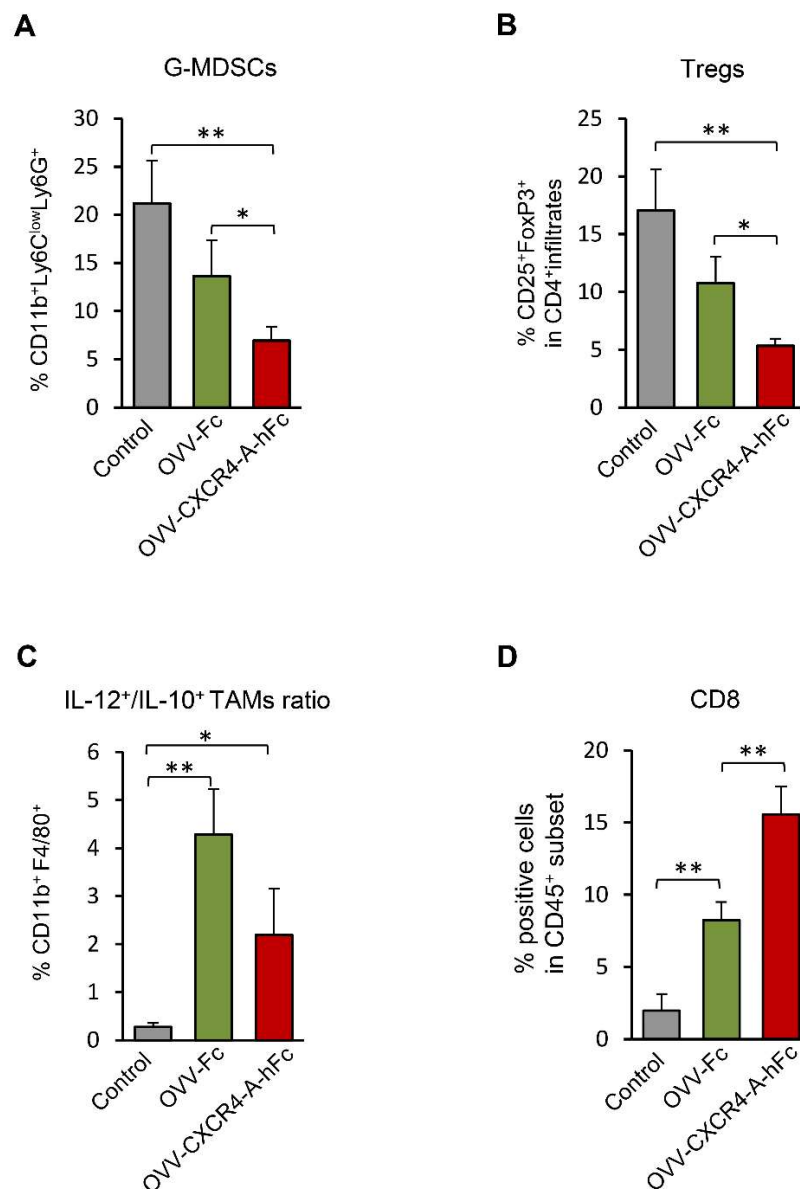 A
G-MDSCs
% CD11b⁺Ly6CˡᵒʷLy6G⁺
30
25
20
15
10
5
0
**
*
Control
OVV-Fc
OVV-CXCR4-A-hFc
B
Tregs
% CD25⁺FoxP3⁺
in CD4⁺infiltrates
25
20
15
10
5
0
**
*
Control
OVV-Fc
OVV-CXCR4-A-hFc
C
IL-12⁺/IL-10⁺ TAMs ratio
% CD11b⁺ F4/80⁺
6
5
4
3
2
1
0
*
**
Control
OVV-Fc
OVV-CXCR4-A-hFc
D
CD8
% positive cells
in CD45⁺ subset
20
15
10
5
0
**
**
Control
OVV-Fc
OVV-CXCR4-A-hFc